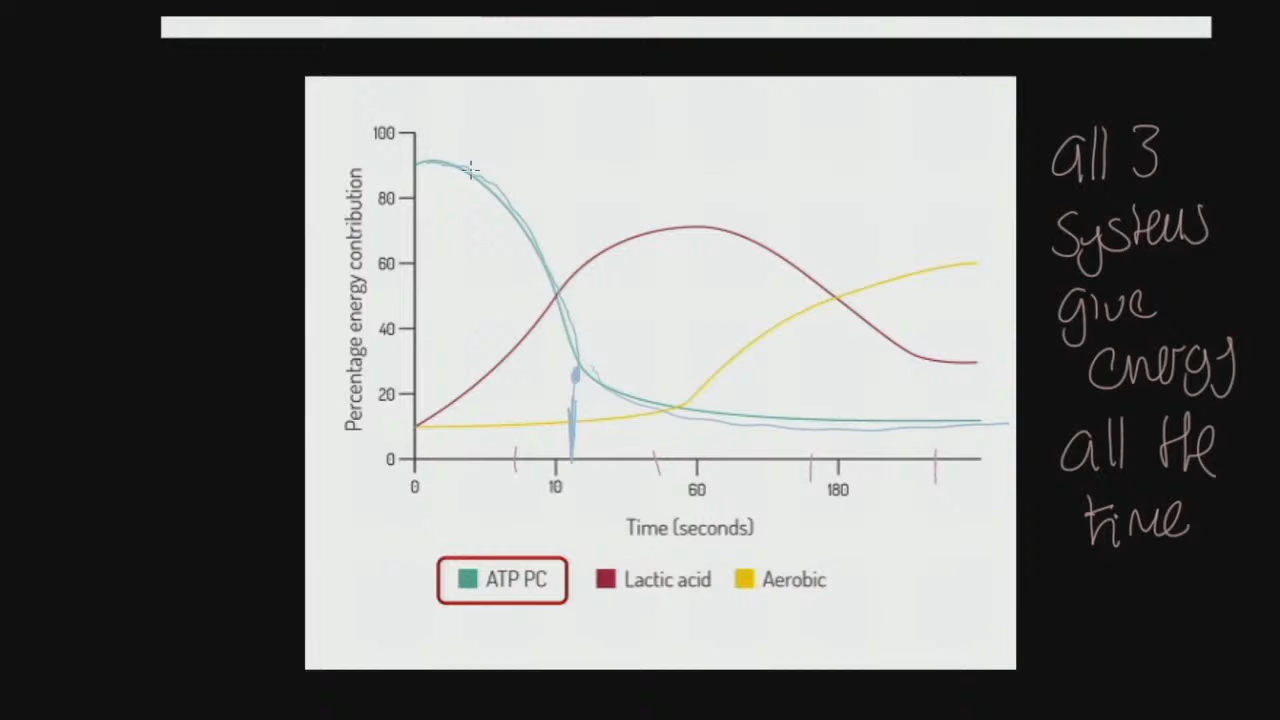 100
80
60
40
20
0
Percentage energy contribution
0 10 60 180
Time (seconds)
ATP PC Lactic acid Aerobic
all 3
systems
give
energy
all the
time